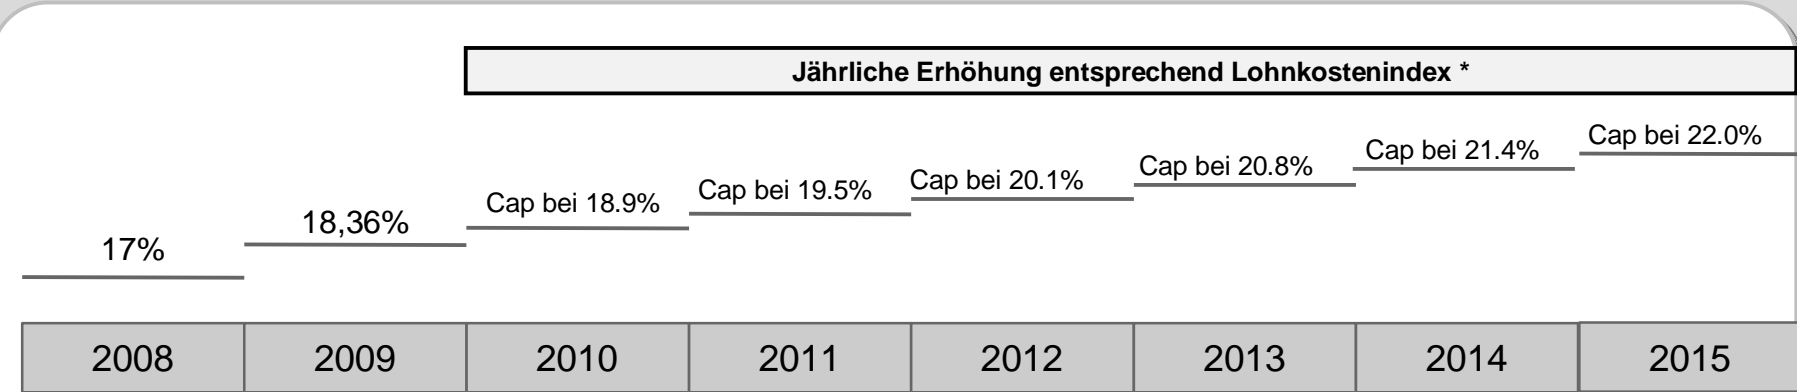 Jährliche Erhöhung entsprechend Lohnkostenindex *
17%
18,36%
Cap bei 18.9%
Cap bei 19.5%
Cap bei 20.1%
Cap bei 20.8%
Cap bei 21.4%
Cap bei 22.0%
2008 2009 2010 2011 2012 2013 2014 2015